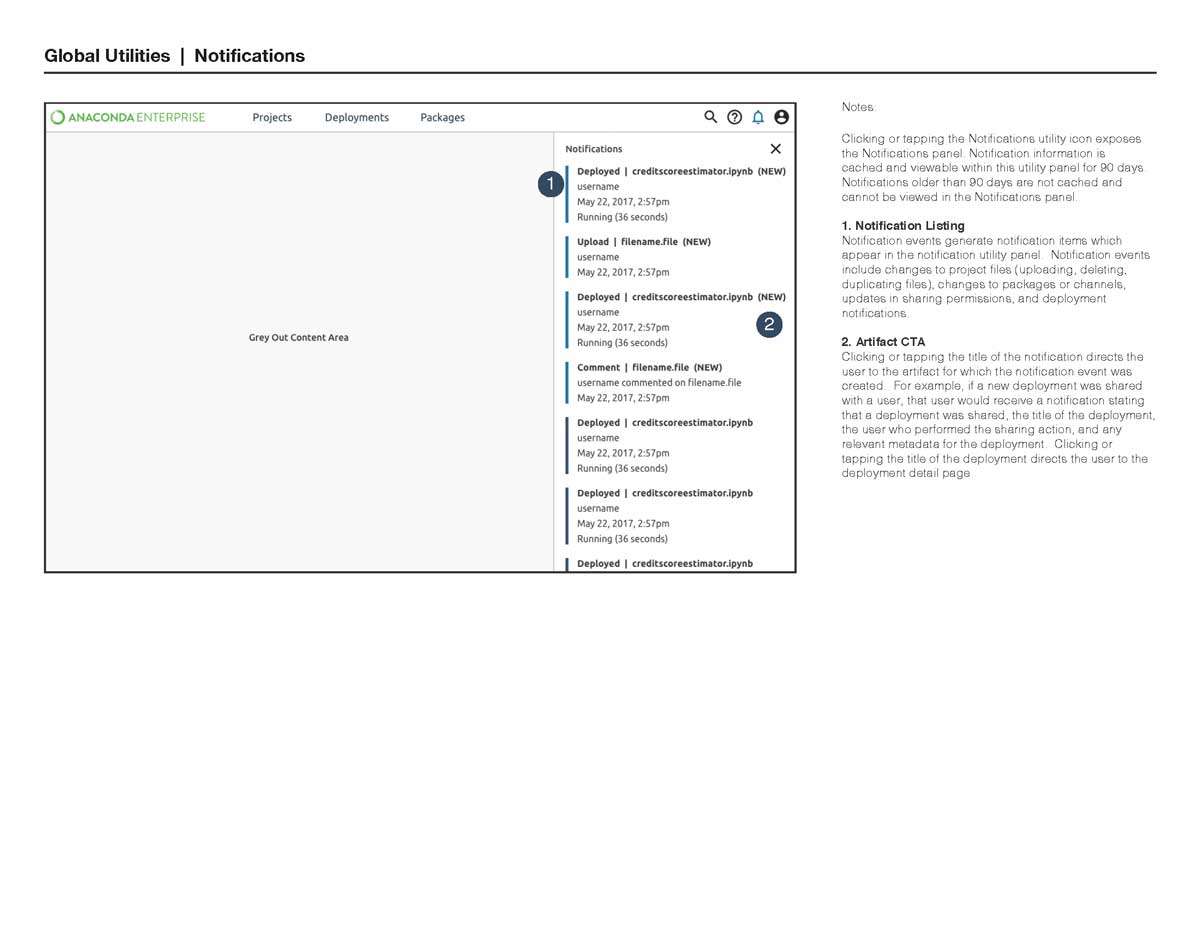 Global Utilities | Notifications
ANACONDA ENTERPRISE
Projects
Deployments
Packages
Grey Out Content Area
Notifications
1
Deployed | creditscoreestimator.ipynb (NEW)
username
May 22, 2017, 2:57pm
Running (36 seconds)
Upload | filename.file (NEW)
username
May 22, 2017, 2:57pm
Deployed | creditscoreestimator.ipynb (NEW)
username
May 22, 2017, 2:57pm
2
Running (36 seconds)
Comment | filename.file (NEW)
username commented on filename.file
May 22, 2017, 2:57pm
Deployed | creditscoreestimator.ipynb
username
May 22, 2017, 2:57pm
Running (36 seconds)
Deployed | creditscoreestimator.ipynb
username
May 22, 2017, 2:57pm
Running (36 seconds)
Deployed | creditscoreestimator.ipynb
Notes:
Clicking or tapping the Notifications utility icon exposes
the Notifications panel. Notification information is
cached and viewable within this utility panel for 90 days.
Notifications older than 90 days are not cached and
cannot be viewed in the Notifications panel.
1. Notification Listing
Notification events generate notification items which
appear in the notification utility panel. Notification events
include changes to project files (uploading, deleting,
duplicating files), changes to packages or channels,
updates in sharing permissions, and deployment
notifications.
2. Artifact CTA
Clicking or tapping the title of the notification directs the
user to the artifact for which the notification event was
created. For example, if a new deployment was shared
with a user, that user would receive a notification stating
that a deployment was shared, the title of the deployment,
the user who performed the sharing action, and any
relevant metadata for the deployment. Clicking or
tapping the title of the deployment directs the user to the
deployment detail page